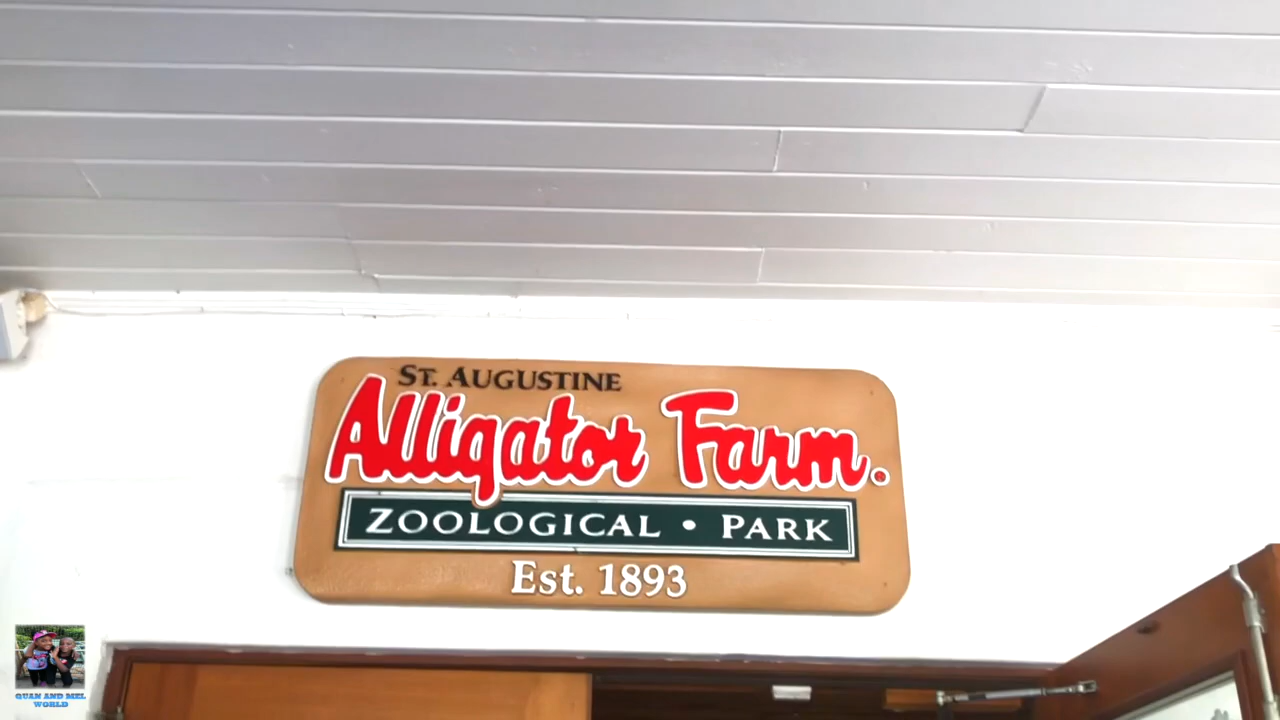 St. Augustine
Alligator Farm.
Zoological • Park
Est. 1893
QUAN AND MEL
WORLD